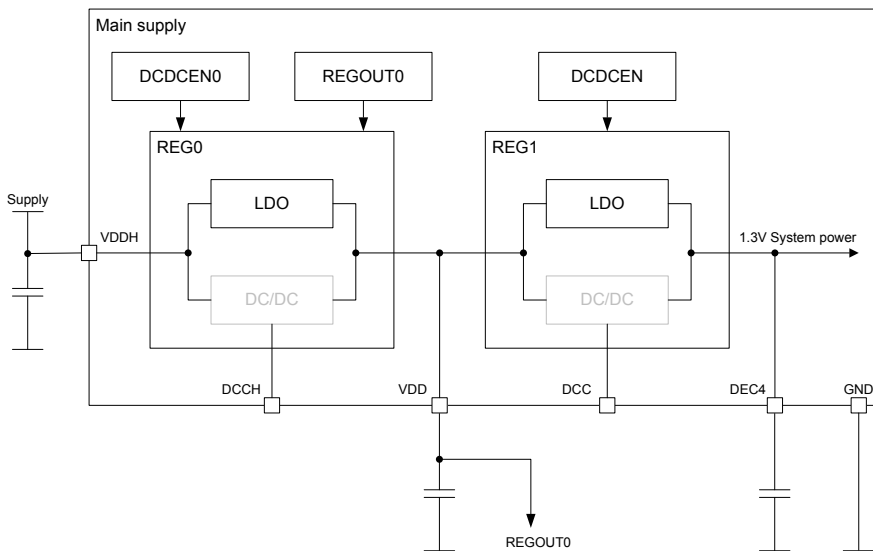 Main supply
DCDCEN0
REGOUT0
DCDCEN
REG0
REG1
Supply
LDO
LDO
VDDH
1.3V System power
DC/DC
DC/DC
DCCH
VDD
DCC
DEC4
GND
REGOUT0